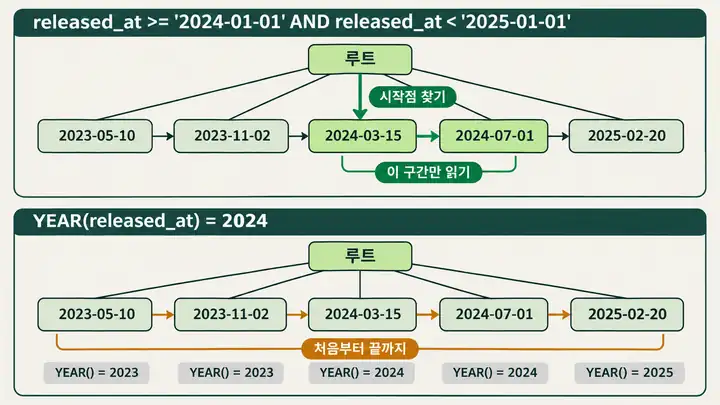 released_at >= '2024-01-01' AND released_at < '2025-01-01'
루트
시작점 찾기
2023-05-10
2023-11-02
2024-03-15
2024-07-01
2025-02-20
이 구간만 읽기
YEAR(released_at) = 2024
루트
2023-05-10
2023-11-02
2024-03-15
2024-07-01
2025-02-20
처음부터 끝까지
YEAR() = 2023
YEAR() = 2023
YEAR() = 2024
YEAR() = 2024
YEAR() = 2025